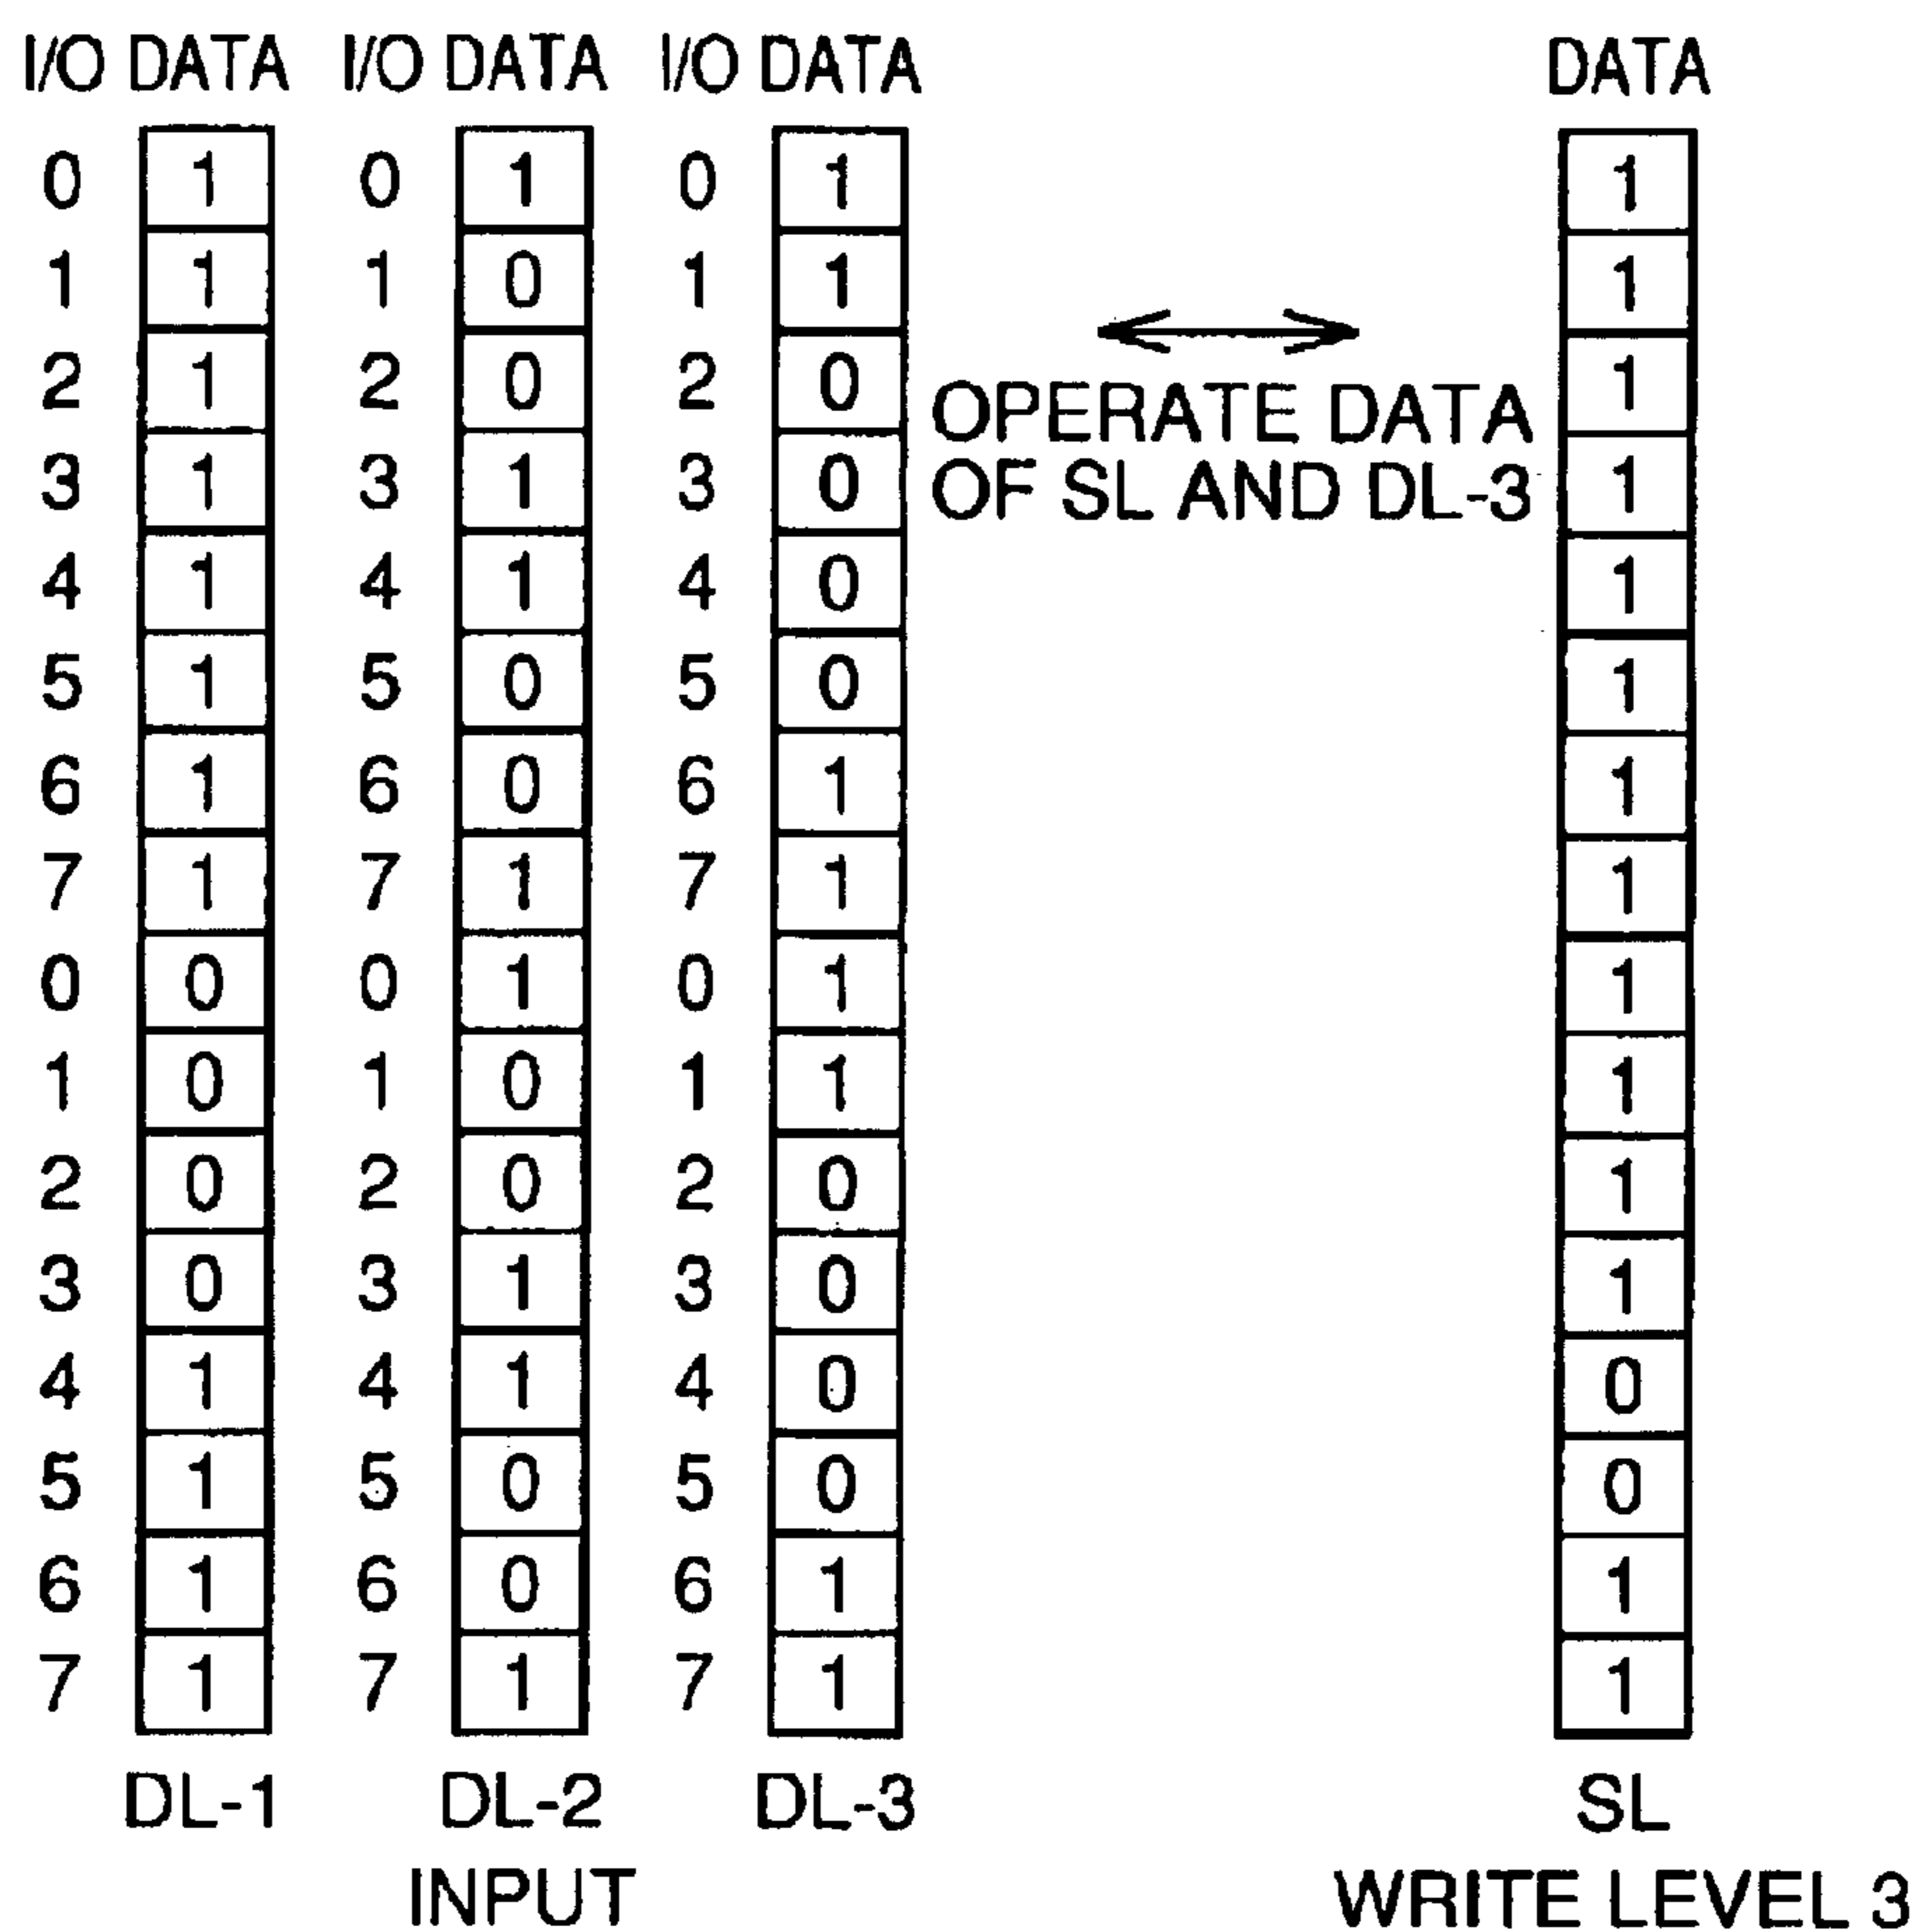 I/O DATA I/O DATA I/O DATA DATA
0 1 0 1 0 1 1
1 1 1 0 1 1 1
2 1 2 0 2 0 1
3 1 3 1 3 0 1
OPERATE DATA
OF SL AND DL-3
4 1 4 1 4 0 1
5 1 5 0 5 0 1
6 1 6 0 6 1 1
7 1 7 1 7 1 1
0 0 0 1 0 1 1
1 0 1 0 1 1 1
2 0 2 0 2 0 1
3 0 3 1 3 0 1
4 1 4 1 4 0 0
5 1 5 0 5 0 0
6 1 6 0 6 1 1
7 1 7 1 7 1 1
DL-1 DL-2 DL-3 SL
INPUT WRITE LEVEL 3